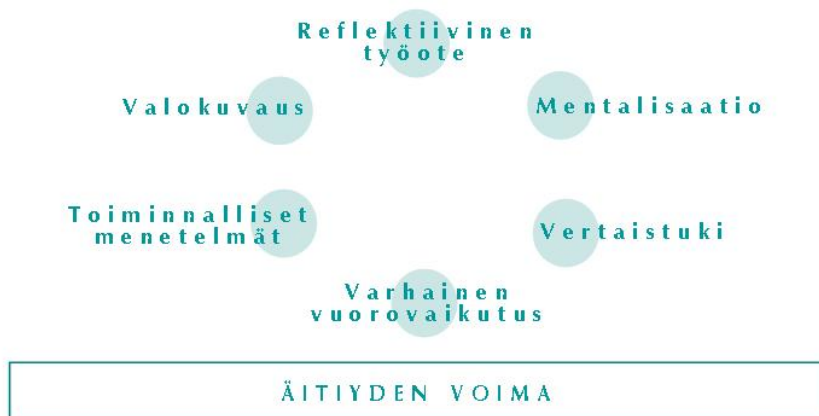 Reflektiivinen
työote
Valokuvaus
Mentalisaatio
Toiminnalliset
menetelmät
Vertaistuki
Varhainen
vuorovaikutus
ÄITIYDEN VOIMA